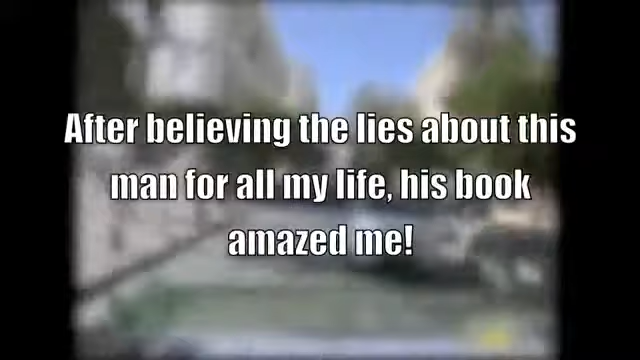 After believing the lies about this
man for all my life, his book
amazed me!